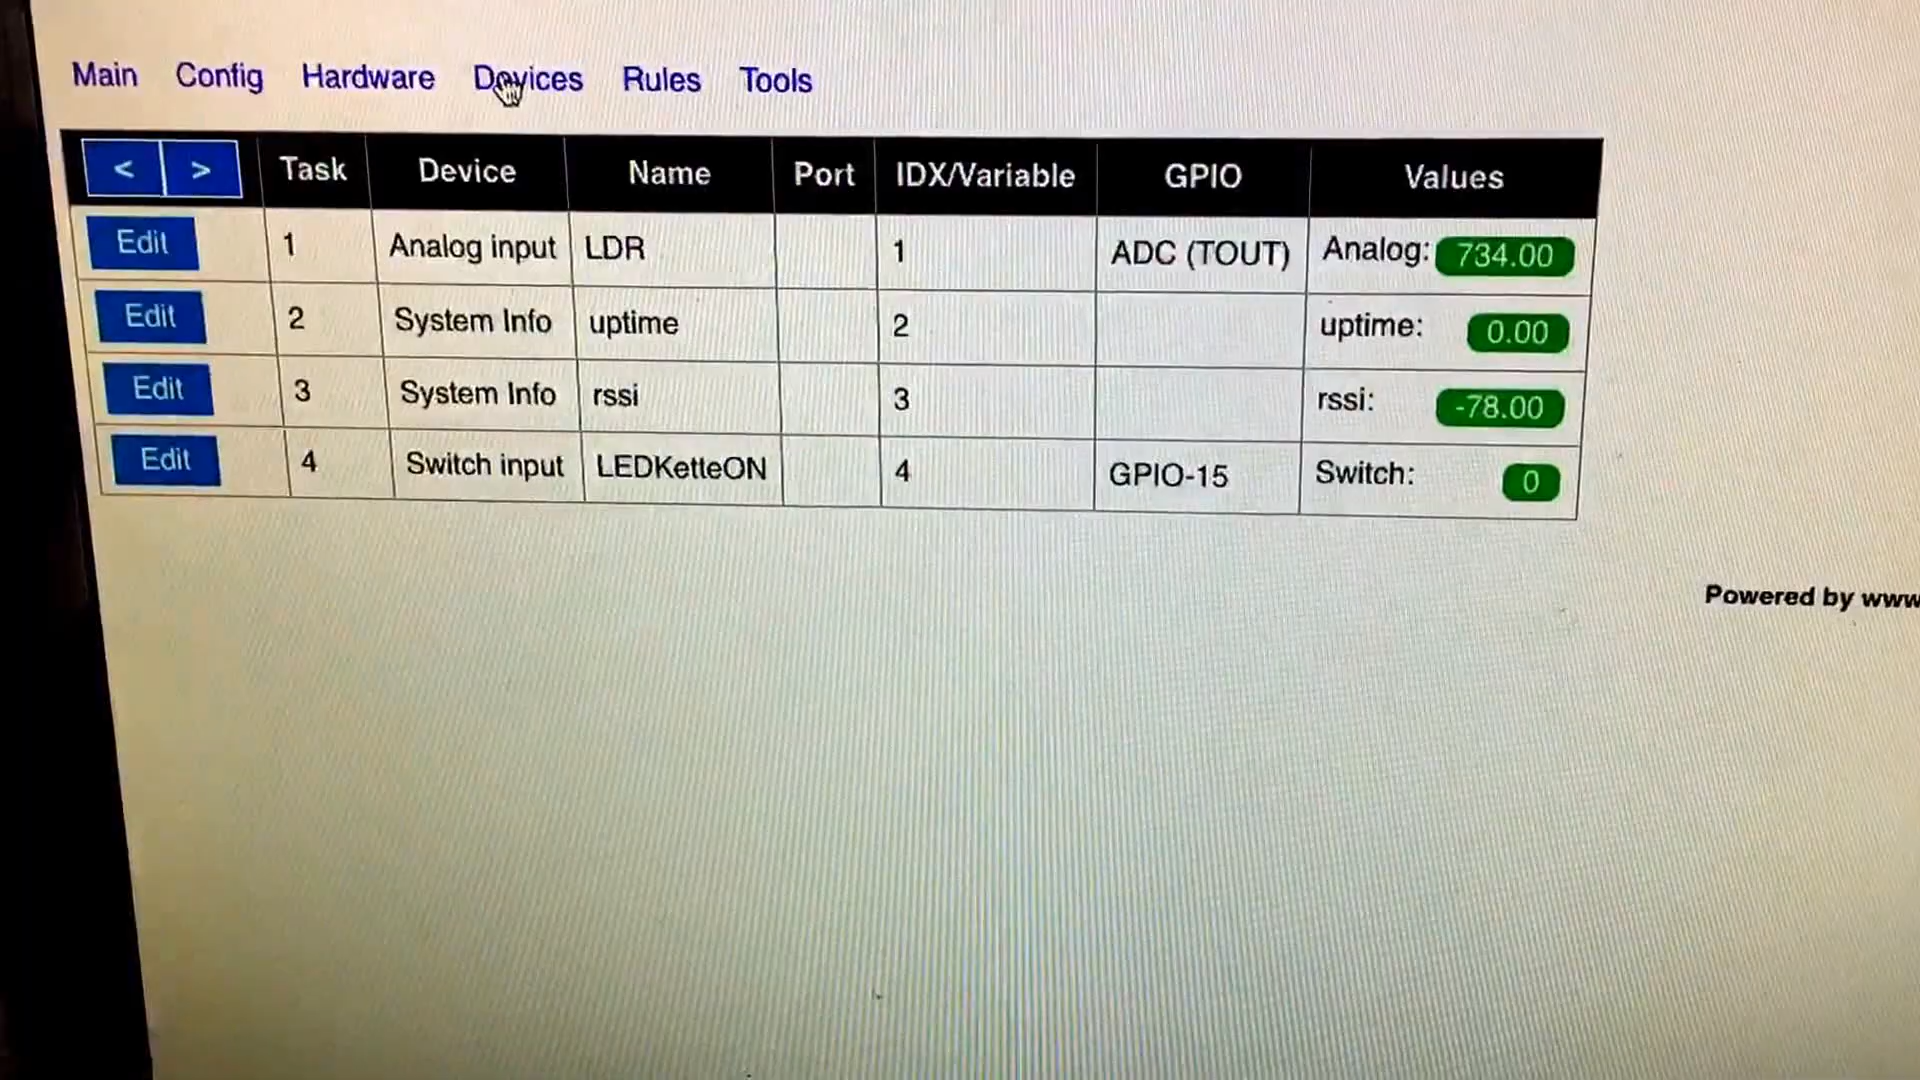 Main Config Hardware Devices Rules Tools
< > Task Device Name Port IDX/Variable GPIO Values
Edit 1 Analog input LDR 1 ADC (TOUT) Analog: 734.00
Edit 2 System Info uptime 2 uptime: 0.00
Edit 3 System Info rssi 3 rssi: -78.00
Edit 4 Switch input LEDKetteON 4 GPIO-15 Switch: 0
Powered by www